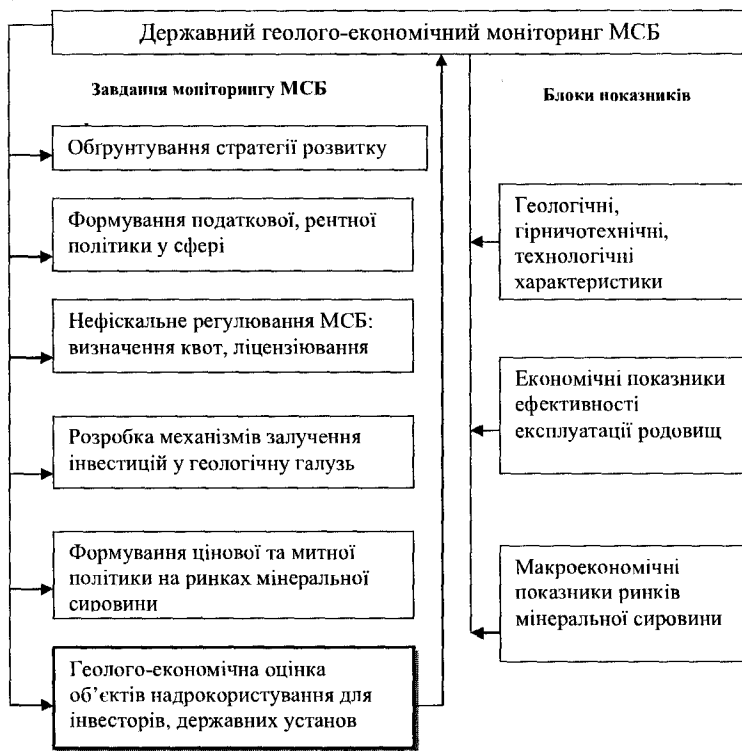 Державний геолого-економічний моніторинг МСБ
Завдання моніторингу МСБ
Обґрунтування стратегії розвитку
Формування податкової, рентної
політики у сфері
Нефіскальне регулювання МСБ:
визначення квот, ліцензіювання
Розробка механізмів залучення
інвестицій у геологічну галузь
Формування цінової та митної
політики на ринках мінеральної
сировини
Геолого-економічна оцінка
об’єктів надрокористування для
інвесторів, державних установ
Блоки показників
Геологічні,
гірничотехнічні,
технологічні
характеристики
Економічні показники
ефективності
експлуатації родовищ
Макроекономічні
показники ринків
мінеральної сировини